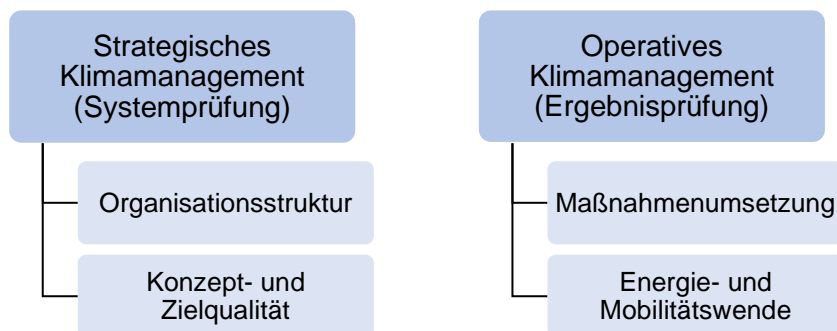 Strategisches
Klimamanagement
(Systemprüfung)
Organisationsstruktur
Konzept- und
Zielqualität
Operatives
Klimamanagement
(Ergebnisprüfung)
Maßnahmenumsetzung
Energie- und
Mobilitätswende